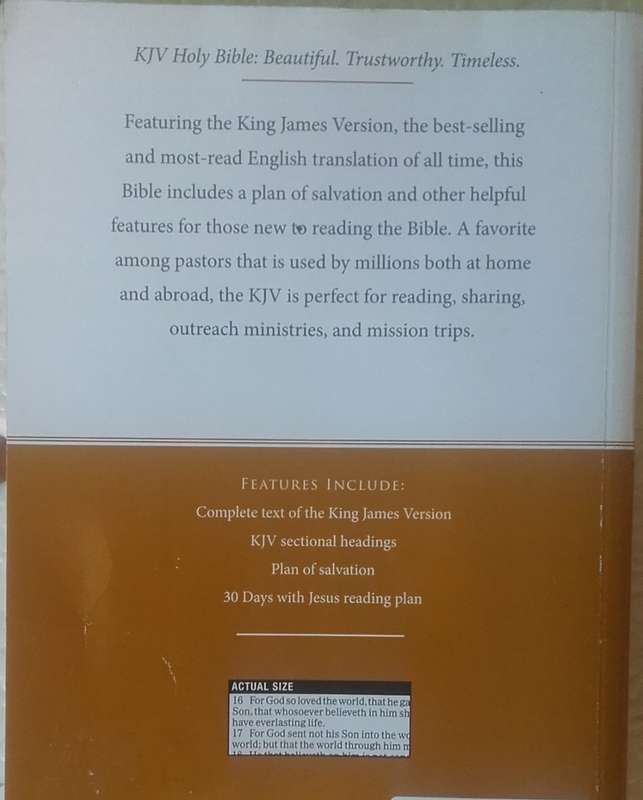 KJV Holy Bible: Beautiful. Trustworthy. Timeless.
Featuring the King James Version, the best-selling
and most-read English translation of all time, this
Bible includes a plan of salvation and other helpful
features for those new to reading the Bible. A favorite
among pastors that is used by millions both at home
and abroad, the KJV is perfect for reading, sharing,
outreach ministries, and mission trips.
FEATURES INCLUDE:
Complete text of the King James Version
KJV sectional headings
Plan of salvation
30 Days with Jesus reading plan
ACTUAL SIZE
16 For God so loved the world, that he ga
Son, that whosoever believeth in him sh
have everlasting life.
17 For God sent not his Son into the wo
world; but that the world through him m